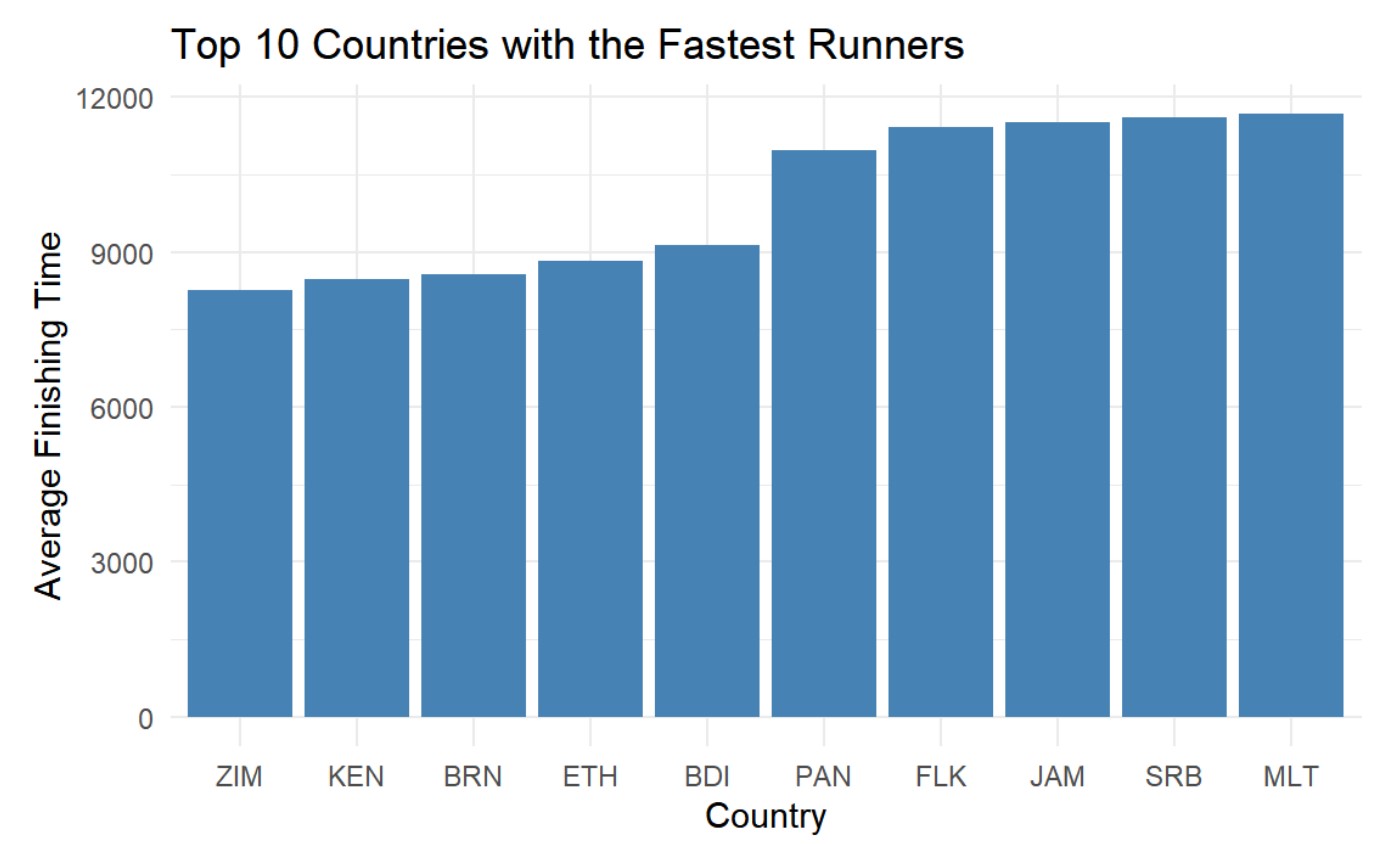 Top 10 Countries with the Fastest Runners
12000
9000
6000
3000
0
Average Finishing Time
ZIM KEN BRN ETH BDI PAN FLK JAM SRB MLT
Country